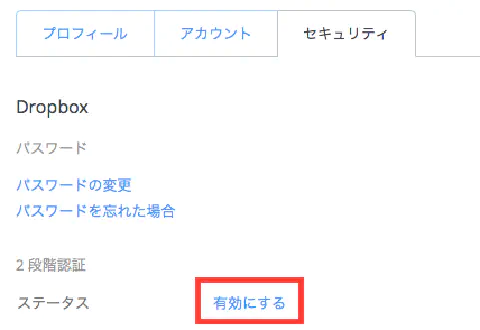 プロフィール アカウント セキュリティ
Dropbox
パスワード
パスワードの変更
パスワードを忘れた場合
2 段階認証
ステータス 有効にする